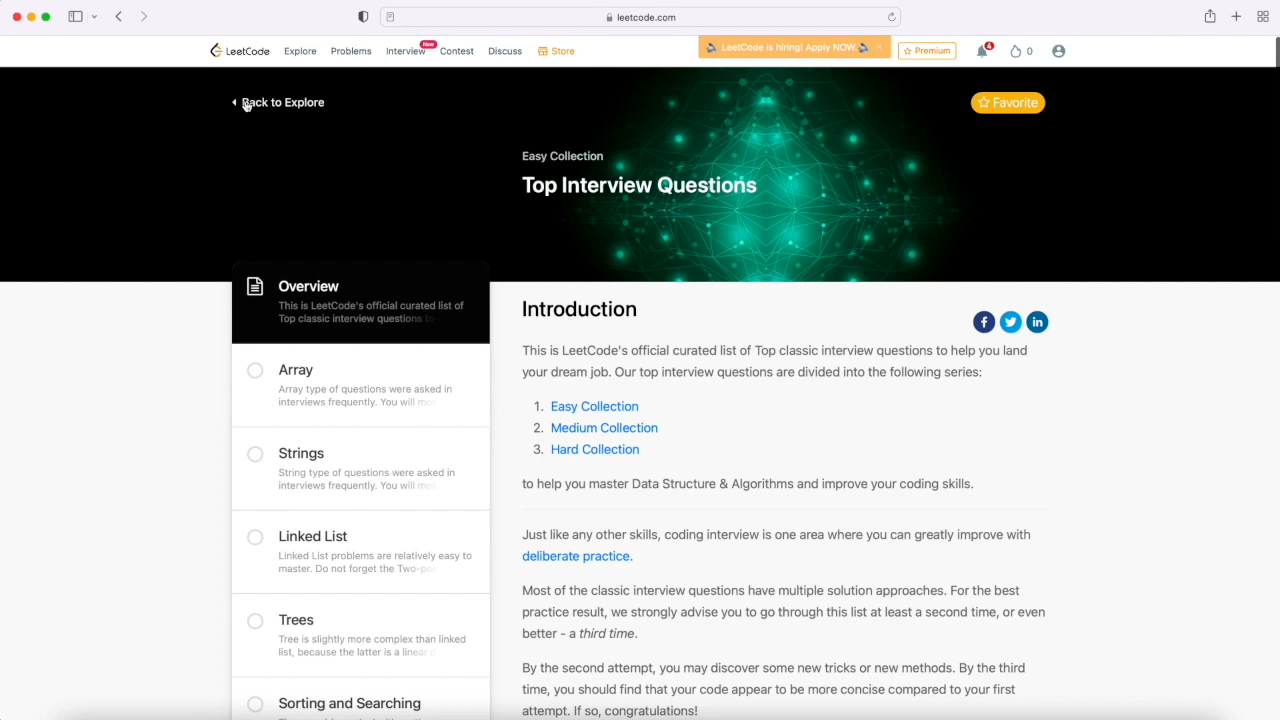 leetcode.com
LeetCode
Explore
Problems
Interview
New
Contest
Discuss
Store
LeetCode is hiring! Apply NOW.
Premium
4
0
Back to Explore
Favorite
Easy Collection
Top Interview Questions
Overview
This is LeetCode's official curated list of
Top classic interview questions to
Array
Array type of questions were asked in
interviews frequently. You will mos
Strings
String type of questions were asked in
interviews frequently. You will mos
Linked List
Linked List problems are relatively easy to
master. Do not forget the Two-po
Trees
Tree is slightly more complex than linked
list, because the latter is a linear d
Sorting and Searching
Introduction
This is LeetCode's official curated list of Top classic interview questions to help you land
your dream job. Our top interview questions are divided into the following series:
1. Easy Collection
2. Medium Collection
3. Hard Collection
to help you master Data Structure & Algorithms and improve your coding skills.
Just like any other skills, coding interview is one area where you can greatly improve with
deliberate practice.
Most of the classic interview questions have multiple solution approaches. For the best
practice result, we strongly advise you to go through this list at least a second time, or even
better - a third time.
By the second attempt, you may discover some new tricks or new methods. By the third
time, you should find that your code appear to be more concise compared to your first
attempt. If so, congratulations!